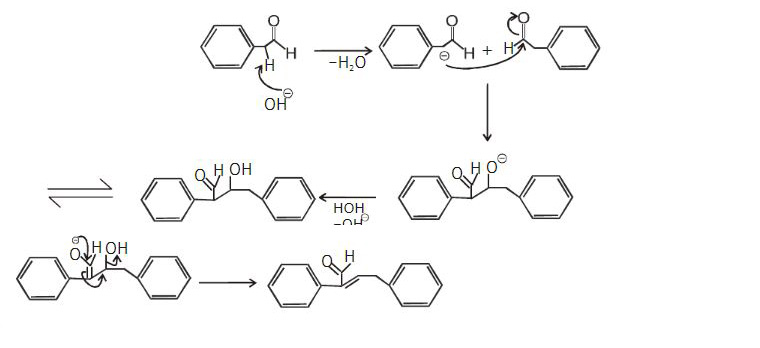 O O O
H H + H
H ⊖
−H₂O
OH⊖
O H OH O H O⊖
HOH
−OH⊖
⊖
O H OH O H